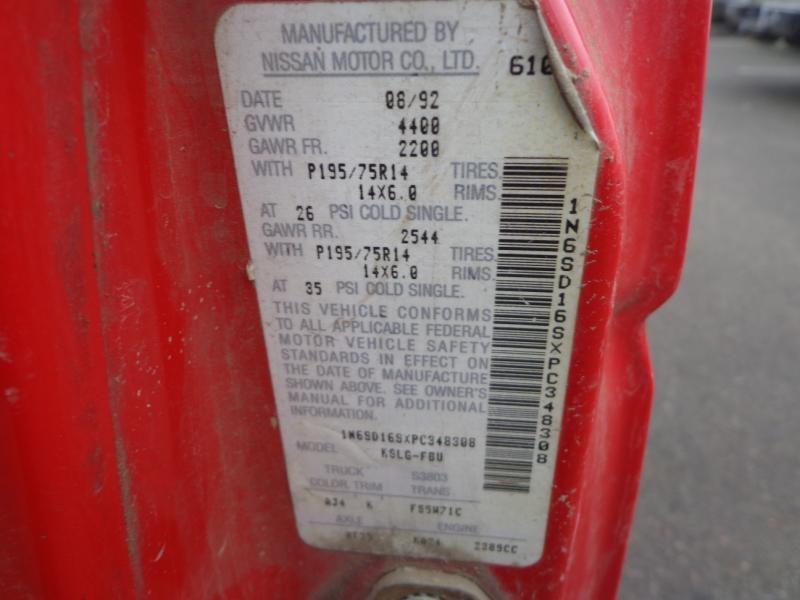 MANUFACTURED BY
NISSAN MOTOR CO., LTD. 610
DATE 08/92
GVWR 4400
GAWR FR. 2200
WITH P195/75R14 TIRES.
14X6.0 RIMS.
AT 26 PSI COLD SINGLE.
GAWR RR. 2544
WITH P195/75R14 TIRES.
14X6.0 RIMS.
AT 35 PSI COLD SINGLE.
THIS VEHICLE CONFORMS
TO ALL APPLICABLE FEDERAL
MOTOR VEHICLE SAFETY
STANDARDS IN EFFECT ON
THE DATE OF MANUFACTURE
SHOWN ABOVE. SEE OWNER'S
MANUAL FOR ADDITIONAL
INFORMATION.
1N6SD16SXPC348308
MODEL KSLG-FBU
TRUCK S3803
COLOR, TRIM TRANS
K FS5W71C
AXLE ENGINE
KA24 2389CC
1N6SD16SXPC348308